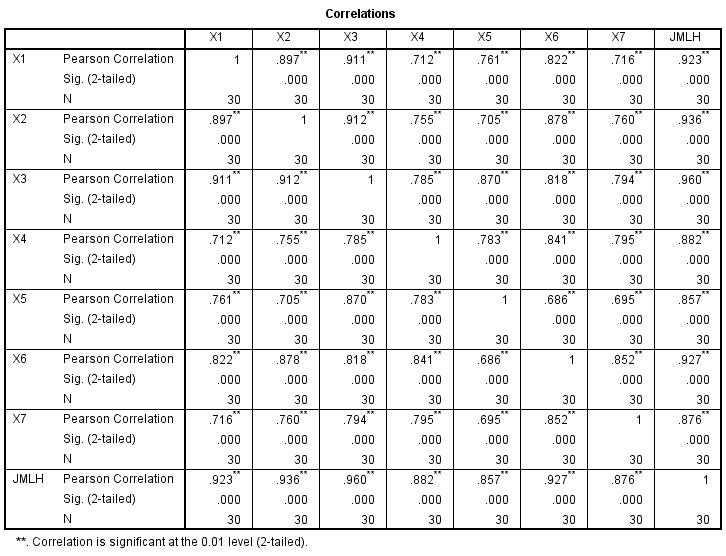 Correlations
X1 X2 X3 X4 X5 X6 X7 JMLH
X1 Pearson Correlation 1 .897** .911** .712** .761** .822** .716** .923**
Sig. (2-tailed) .000 .000 .000 .000 .000 .000 .000
N 30 30 30 30 30 30 30 30
X2 Pearson Correlation .897** 1 .912** .755** .705** .878** .760** .936**
Sig. (2-tailed) .000 .000 .000 .000 .000 .000 .000
N 30 30 30 30 30 30 30 30
X3 Pearson Correlation .911** .912** 1 .785** .870** .818** .794** .960**
Sig. (2-tailed) .000 .000 .000 .000 .000 .000 .000
N 30 30 30 30 30 30 30 30
X4 Pearson Correlation .712** .755** .785** 1 .783** .841** .795** .882**
Sig. (2-tailed) .000 .000 .000 .000 .000 .000 .000
N 30 30 30 30 30 30 30 30
X5 Pearson Correlation .761** .705** .870** .783** 1 .686** .695** .857**
Sig. (2-tailed) .000 .000 .000 .000 .000 .000 .000
N 30 30 30 30 30 30 30 30
X6 Pearson Correlation .822** .878** .818** .841** .686** 1 .852** .927**
Sig. (2-tailed) .000 .000 .000 .000 .000 .000 .000
N 30 30 30 30 30 30 30 30
X7 Pearson Correlation .716** .760** .794** .795** .695** .852** 1 .876**
Sig. (2-tailed) .000 .000 .000 .000 .000 .000 .000
N 30 30 30 30 30 30 30 30
JMLH Pearson Correlation .923** .936** .960** .882** .857** .927** .876** 1
Sig. (2-tailed) .000 .000 .000 .000 .000 .000 .000
N 30 30 30 30 30 30 30 30
**. Correlation is significant at the 0.01 level (2-tailed).